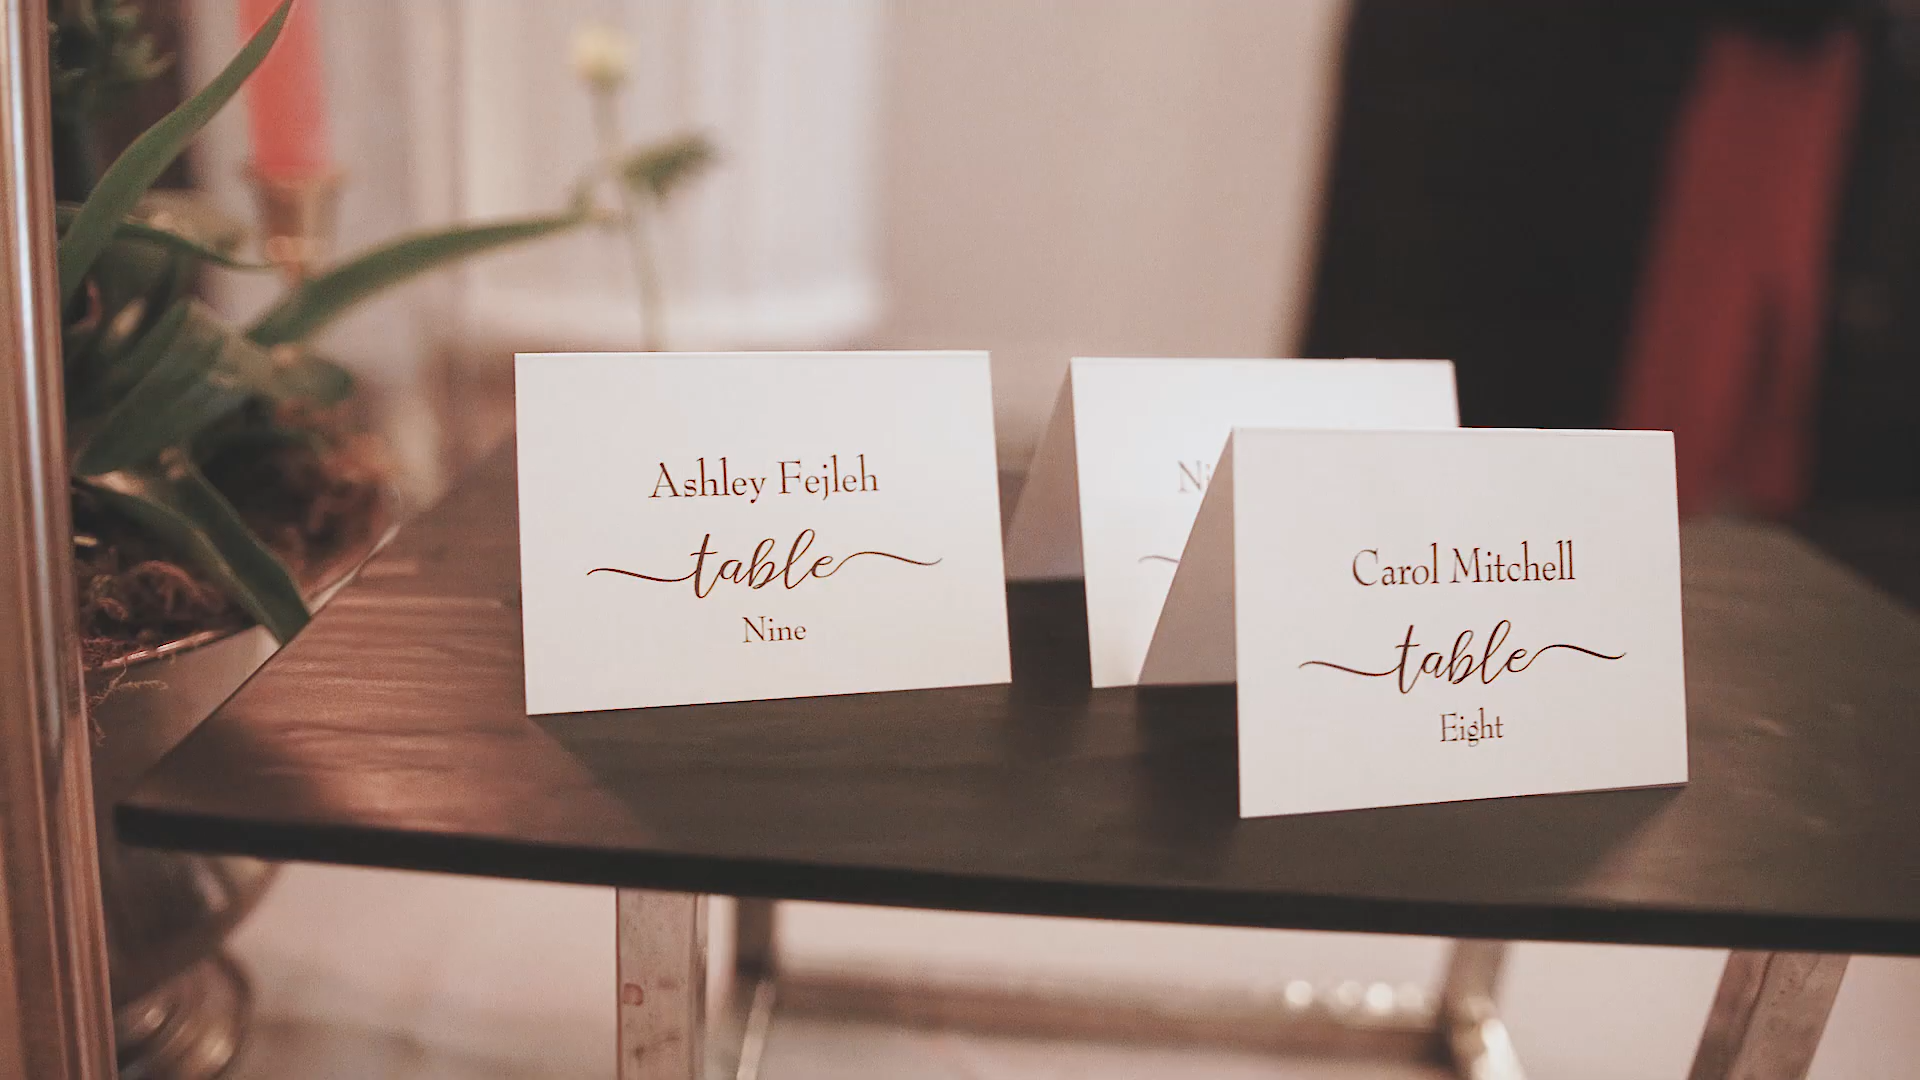 Ashley Fejleh
table
Nine
Carol Mitchell
table
Eight